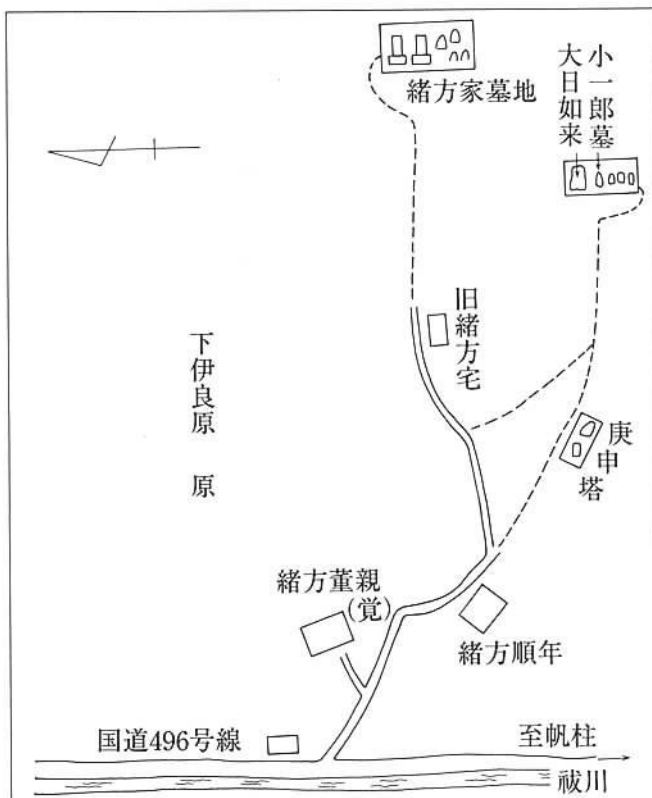 小一郎墓
大日如来
緒方家墓地
旧緒方宅
庚申塔
下伊良原 原
緒方董親
(覚)
緒方順年
国道496号線
至帆柱
祓川